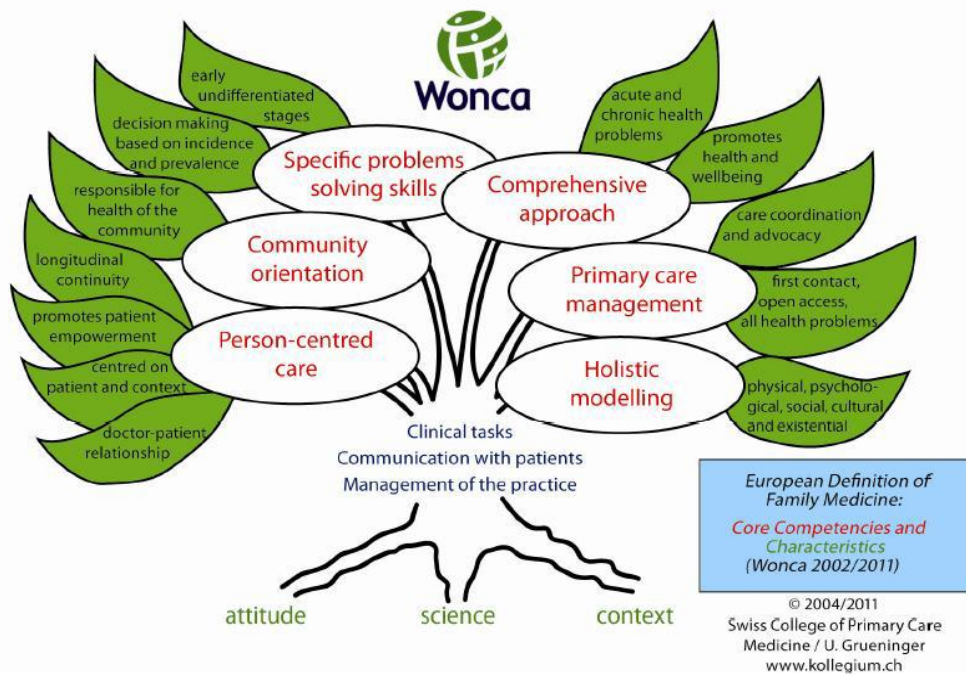 Wonca
early
undifferentiated
stages
decision making
based on incidence
and prevalence
Specific problems
solving skills
responsible for
health of the
community
Community
orientation
longitudinal
continuity
promotes patient
empowerment
centred on
patient and context
doctor-patient
relationship
Person-centred
care
acute and
chronic health
problems
promotes
health and
wellbeing
Comprehensive
approach
care coordination
and advocacy
first contact,
open access,
all health problems
Primary care
management
Holistic
modelling
physical, psycholo-
gical, social, cultural
and existential
Clinical tasks
Communication with patients
Management of the practice
attitude
science
context
European Definition of
Family Medicine:
Core Competencies and
Characteristics
(Wonca 2002/2011)
© 2004/2011
Swiss College of Primary Care
Medicine / U. Grueninger
www.kollegium.ch